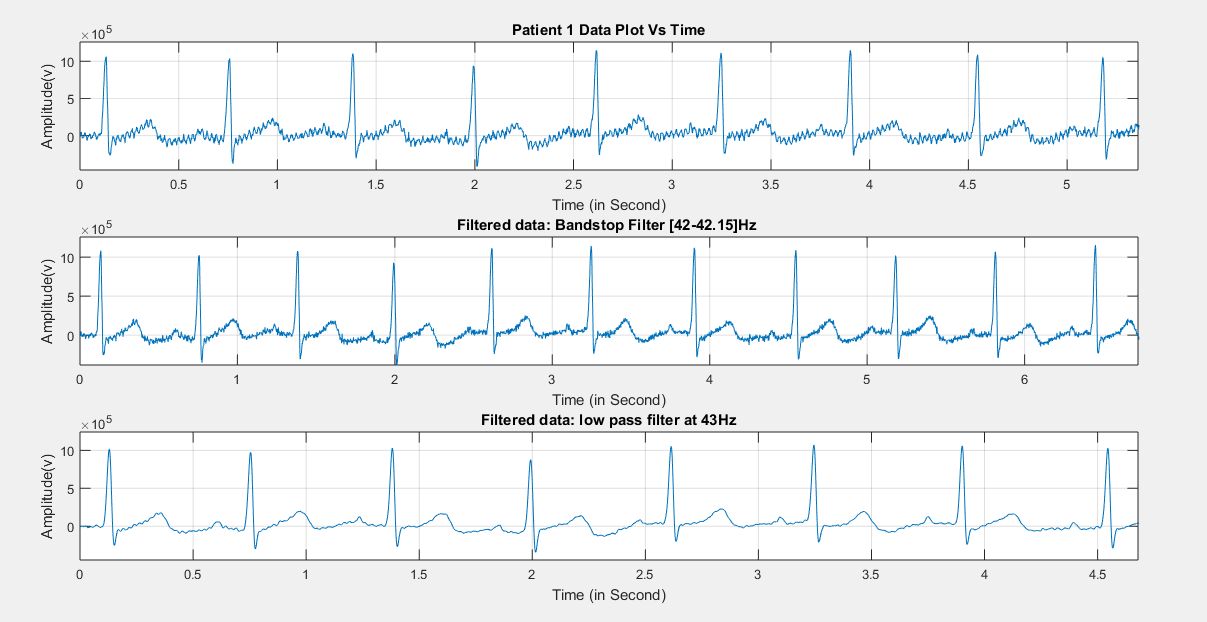 Patient 1 Data Plot Vs Time
×10^5
10
5
0
Amplitude(v)
0 0.5 1 1.5 2 2.5 3 3.5 4 4.5 5
Time (in Second)
Filtered data: Bandstop Filter [42-42.15]Hz
×10^5
10
5
0
Amplitude(v)
0 1 2 3 4 5 6
Time (in Second)
Filtered data: low pass filter at 43Hz
×10^5
10
5
0
Amplitude(v)
0 0.5 1 1.5 2 2.5 3 3.5 4 4.5
Time (in Second)